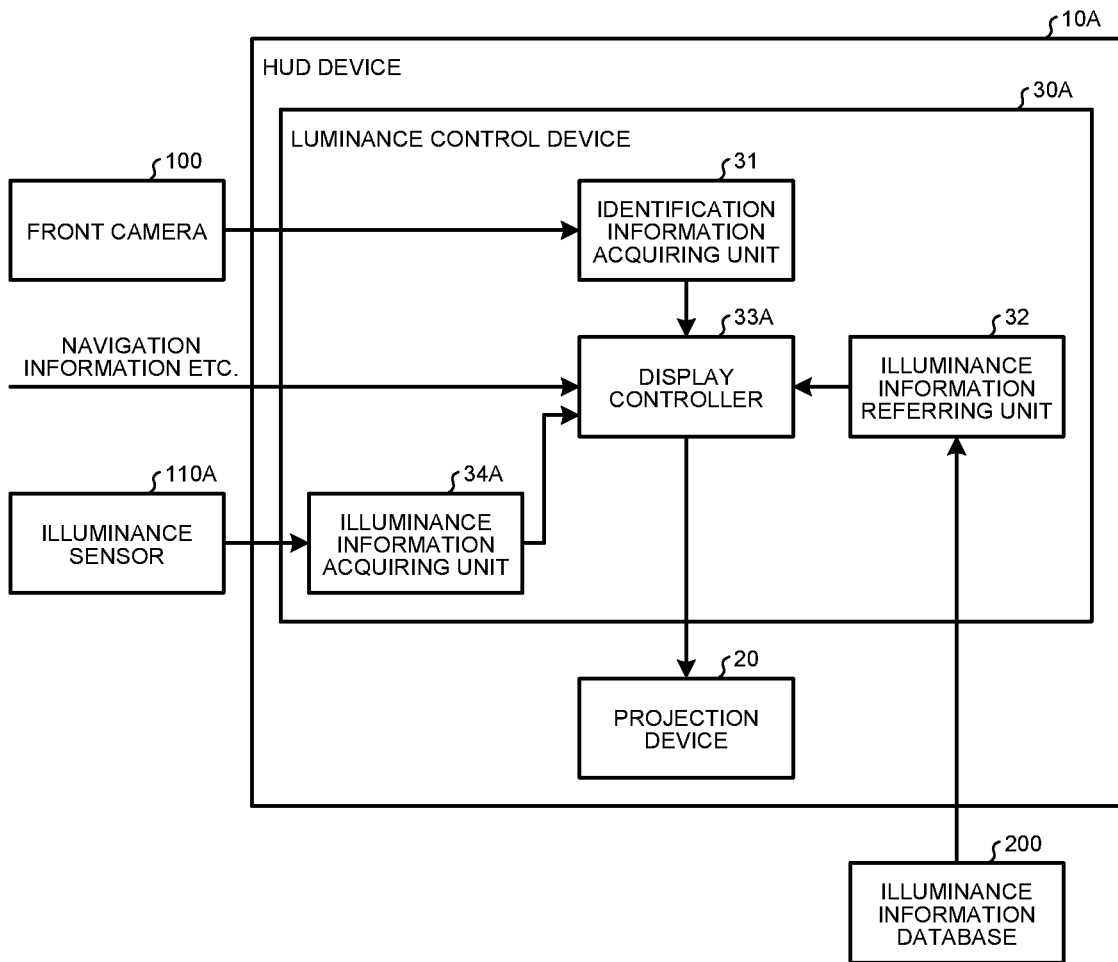 10A
HUD DEVICE
30A
LUMINANCE CONTROL DEVICE
100
FRONT CAMERA
31
IDENTIFICATION
INFORMATION
ACQUIRING UNIT
NAVIGATION
INFORMATION ETC.
33A
DISPLAY
CONTROLLER
32
ILLUMINANCE
INFORMATION
REFERRING UNIT
110A
ILLUMINANCE
SENSOR
34A
ILLUMINANCE
INFORMATION
ACQUIRING UNIT
20
PROJECTION
DEVICE
200
ILLUMINANCE
INFORMATION
DATABASE